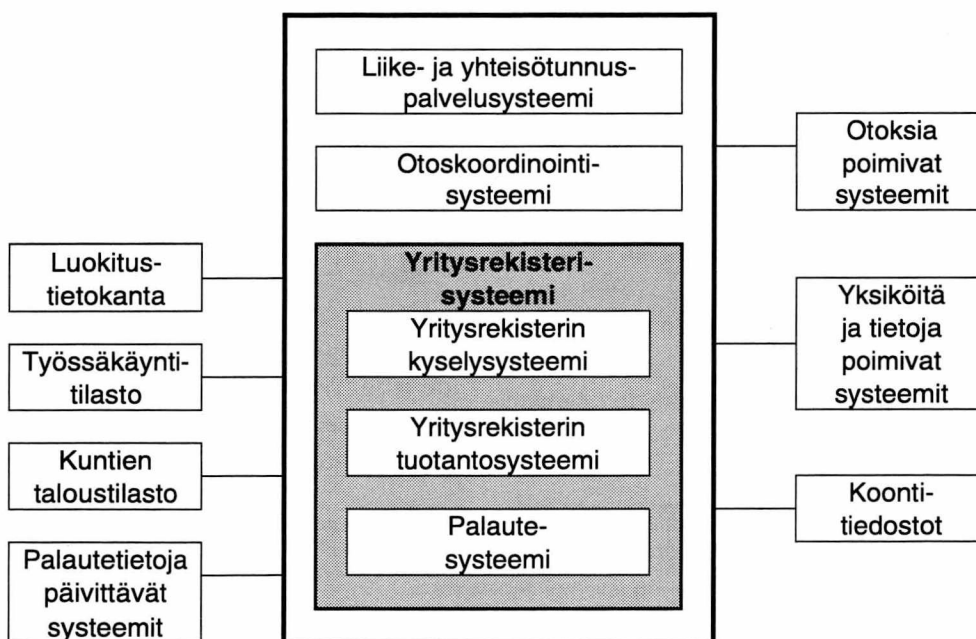 Liike- ja yhteisötunnus-
palvelusysteemi
Otoskoordinointi-
systeemi
Yritysrekisteri-
systeemi
Yritysrekisterin
kyselysysteemi
Yritysrekisterin
tuotantosysteemi
Palaute-
systeemi
Luokitus-
tietokanta
Työssäkäynti-
tilasto
Kuntien
taloustilasto
Palautetietoja
päivittävät
systeemit
Otoksia
poimivat
systeemit
Yksiköitä
ja tietoja
poimivat
systeemit
Koonti-
tiedostot